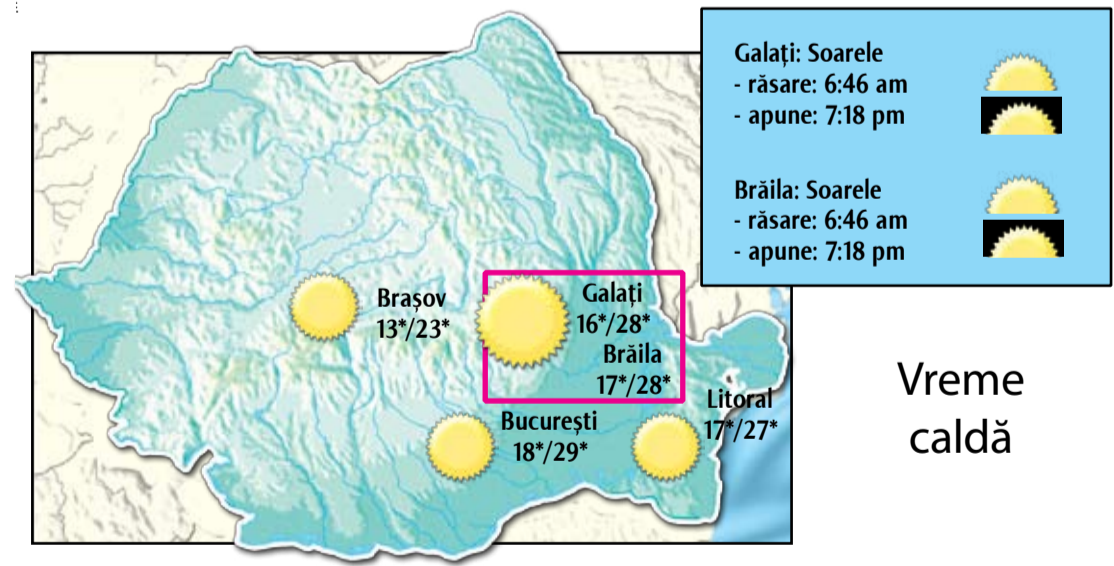 Galați: Soarele
- răsare: 6:46 am
- apune: 7:18 pm
Brăila: Soarele
- răsare: 6:46 am
- apune: 7:18 pm
Brașov
13*/23*
Galați
16*/28*
Brăila
17*/28*
Litoral
17*/27*
București
18*/29*
Vreme
caldă